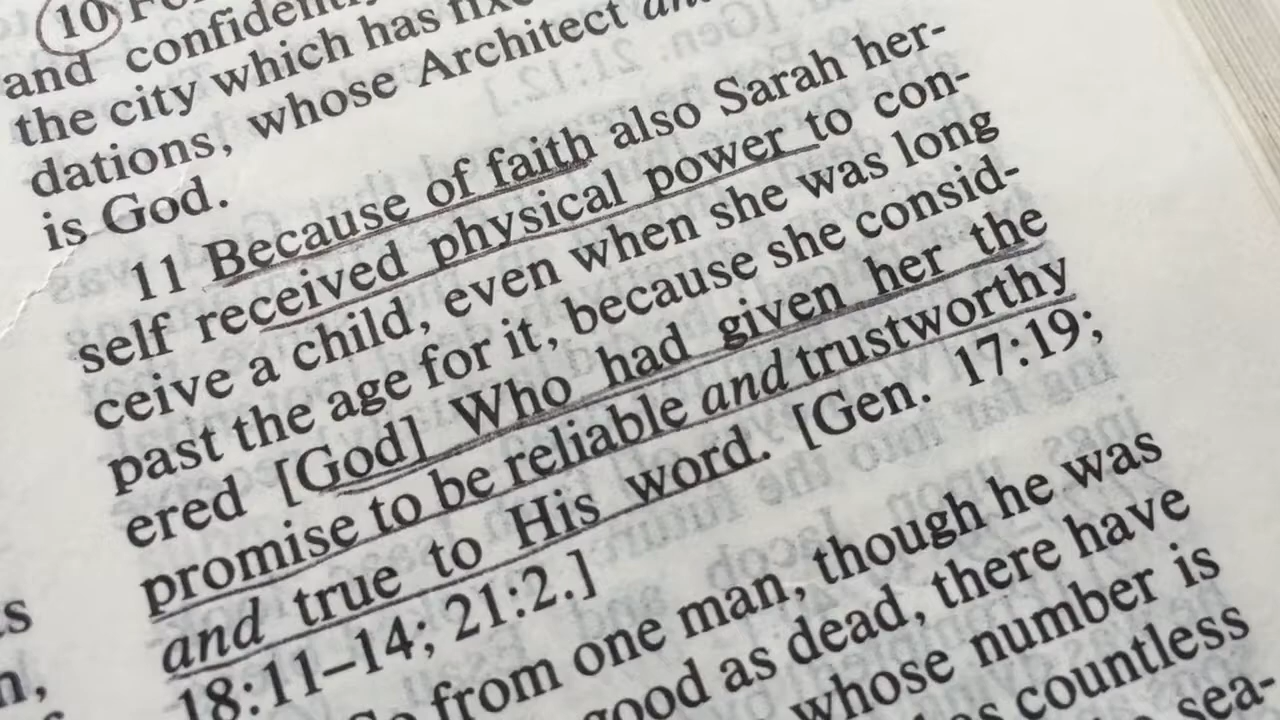 10
and confidently
the city which has
dations, whose Architect and
is God.
11 Because of faith also Sarah her-
self received physical power to con-
ceive a child, even when she was long
past the age for it, because she consid-
ered [God] Who had given her the
promise to be reliable and trustworthy
and true to His word. [Gen. 17:19;
18:11–14; 21:2.]
from one man, though he was
good as dead, there have
whose number is
countless
sea-